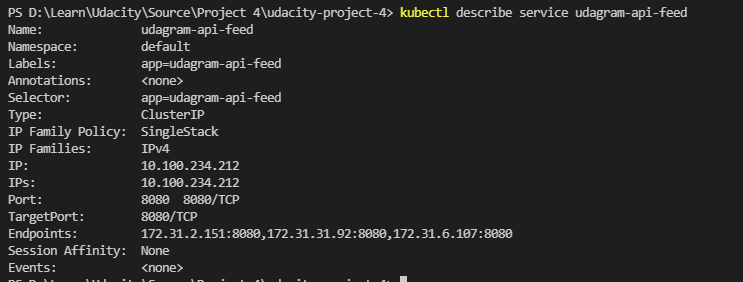 PS D:\Learn\Udacity\Source\Project 4\udacity-project-4> kubectl describe service udagram-api-feed
Name:              udagram-api-feed
Namespace:         default
Labels:            app=udagram-api-feed
Annotations:       <none>
Selector:          app=udagram-api-feed
Type:              ClusterIP
IP Family Policy:  SingleStack
IP Families:       IPv4
IP:                10.100.234.212
IPs:               10.100.234.212
Port:              8080  8080/TCP
TargetPort:        8080/TCP
Endpoints:         172.31.2.151:8080,172.31.31.92:8080,172.31.6.107:8080
Session Affinity:  None
Events:            <none>
PS D:\Learn\Udacity\Source\Project 4\udacity-project-4>